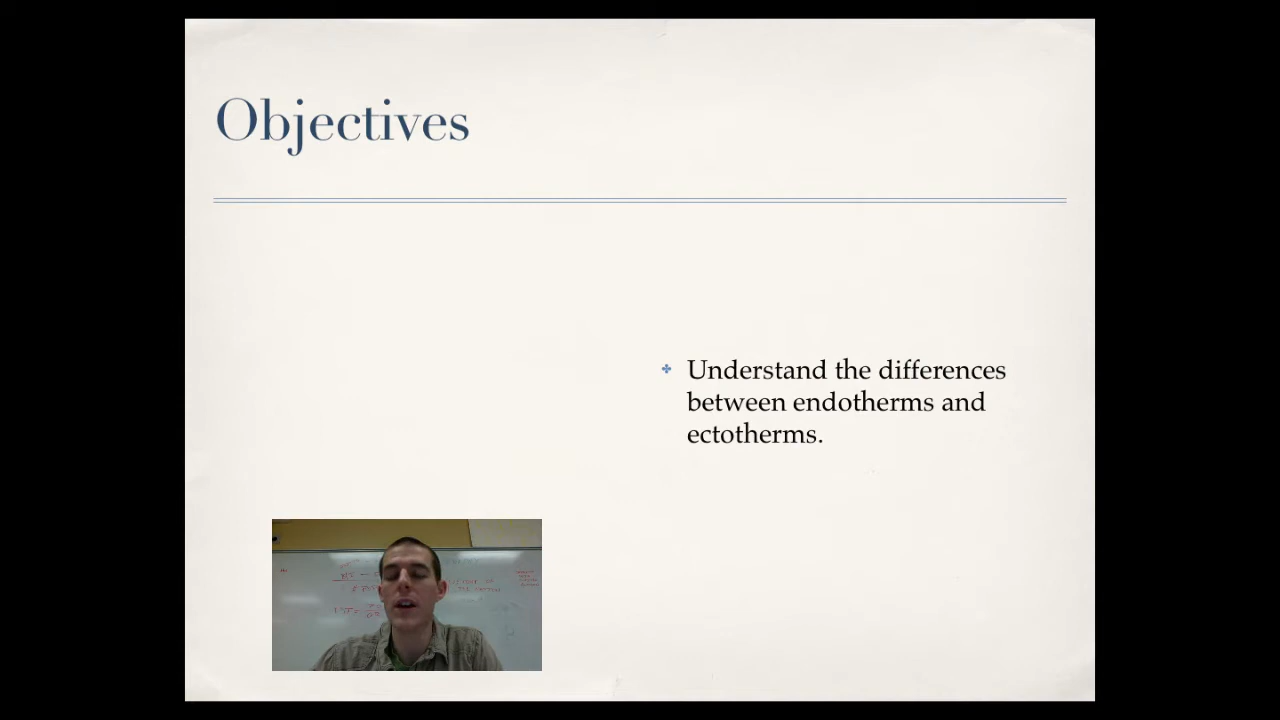 Objectives
Understand the differences
between endotherms and
ectotherms.